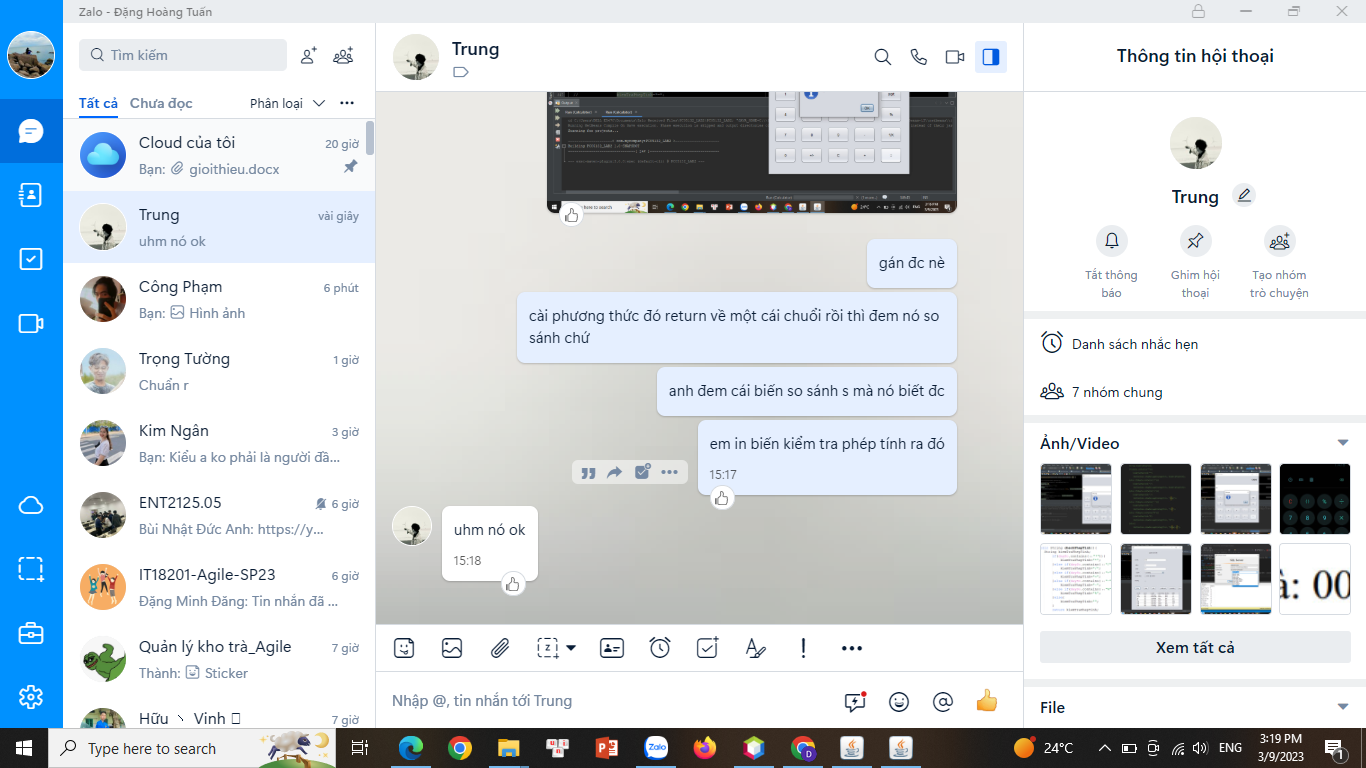 Zalo - Đặng Hoàng Tuấn
Tìm kiếm
Tất cả
Chưa đọc
Phân loại
Cloud của tôi
20 giờ
Bạn: gioithieu.docx
Trung
vài giây
uhm nó ok
Công Phạm
6 phút
Bạn: Hình ảnh
Trọng Tường
1 giờ
Chuẩn r
Kim Ngân
3 giờ
Bạn: Kiểu a ko phải là người đầ...
ENT2125.05
6 giờ
Bùi Nhật Đức Anh: https://y...
IT18201-Agile-SP23
6 giờ
Đặng Minh Đăng: Tin nhắn đã ...
Quản lý kho trà_Agile
7 giờ
Thành: Sticker
Hữu 丶 Vinh
7 giờ
Trung
gán đc nè
cài phương thức đó return về một cái chuổi rồi thì đem nó so
sánh chứ
anh đem cái biến so sánh s mà nó biết đc
em in biến kiểm tra phép tính ra đó
15:17
uhm nó ok
15:18
Nhập @, tin nhắn tới Trung
Thông tin hội thoại
Trung
Tắt thông
báo
Ghim hội
thoại
Tạo nhóm
trò chuyện
Danh sách nhắc hẹn
7 nhóm chung
Ảnh/Video
à: 00
Xem tất cả
File
Type here to search
Zalo
24°C
ENG
3:19 PM
3/9/2023
1